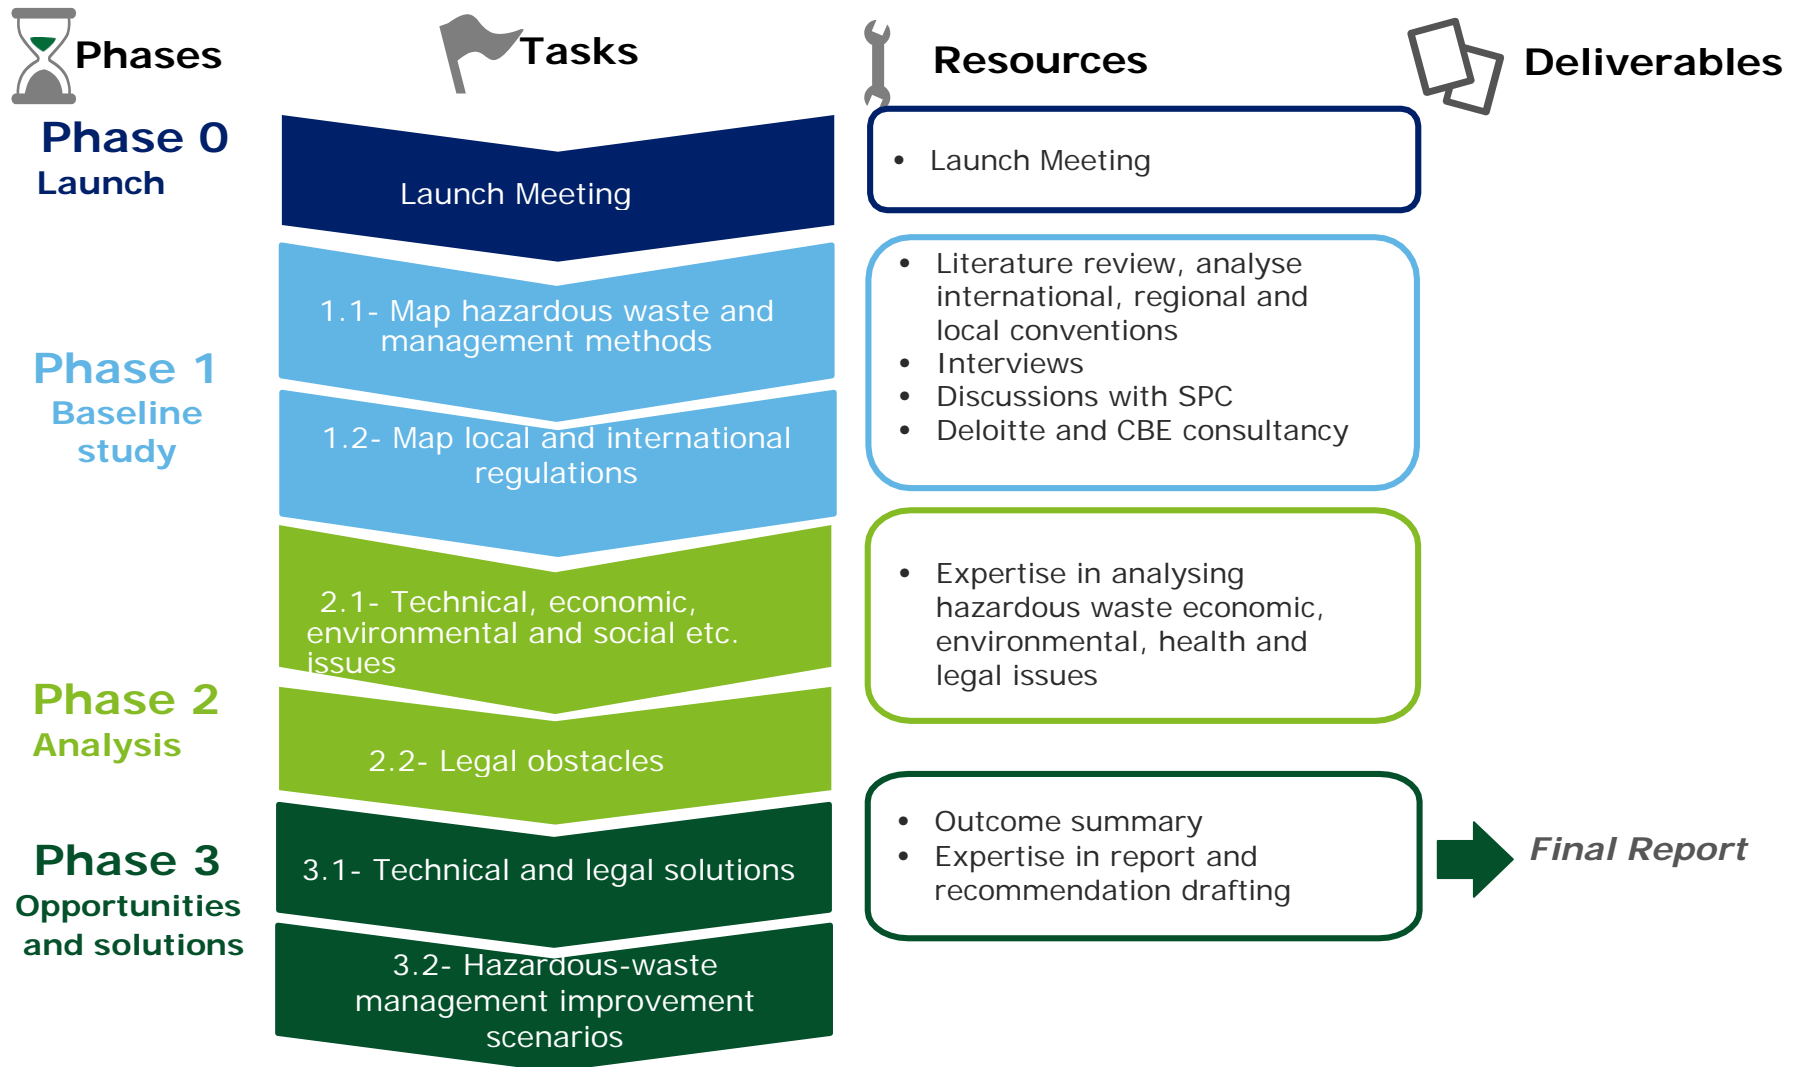 Phases
Tasks
Resources
Deliverables
Phase 0
Launch
Launch Meeting
• Launch Meeting
Phase 1
Baseline
study
1.1- Map hazardous waste and
management methods
1.2- Map local and international
regulations
• Literature review, analyse
international, regional and
local conventions
• Interviews
• Discussions with SPC
• Deloitte and CBE consultancy
Phase 2
Analysis
2.1- Technical, economic,
environmental and social etc.
issues
2.2- Legal obstacles
• Expertise in analysing
hazardous waste economic,
environmental, health and
legal issues
Phase 3
Opportunities
and solutions
3.1- Technical and legal solutions
3.2- Hazardous-waste
management improvement
scenarios
• Outcome summary
• Expertise in report and
recommendation drafting
Final Report